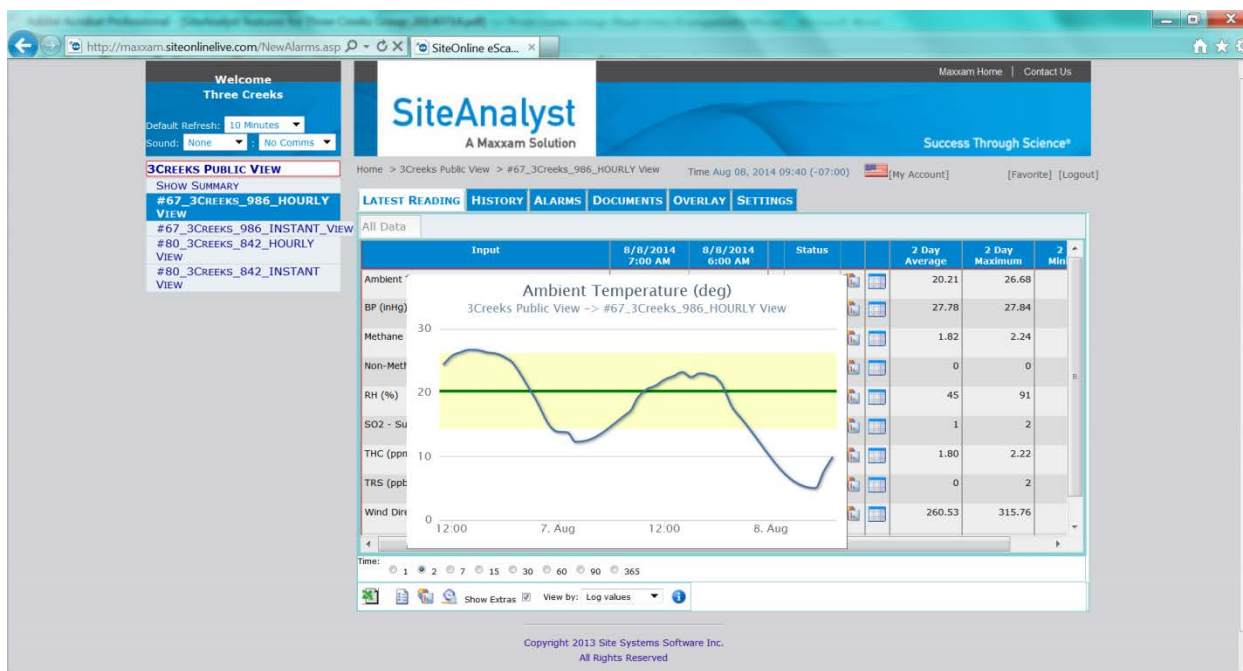 http://maxxam.siteonlinelive.com/NewAlarms.asp
SiteOnline eSca...
Welcome
Three Creeks
Default Refresh: 10 Minutes
Sound: None : No Comms
3CREEKS PUBLIC VIEW
SHOW SUMMARY
#67_3CREEKS_986_HOURLY
VIEW
#67_3CREEKS_986_INSTANT_VIEW
#80_3CREEKS_842_HOURLY
VIEW
#80_3CREEKS_842_INSTANT
VIEW
Maxxam Home | Contact Us
SiteAnalyst
A Maxxam Solution
Success Through Science®
Home > 3Creeks Public View > #67_3Creeks_986_HOURLY View Time Aug 08, 2014 09:40 (-07:00) [My Account] [Favorite] [Logout]
LATEST READING HISTORY ALARMS DOCUMENTS OVERLAY SETTINGS
All Data
Input 8/8/2014 7:00 AM 8/8/2014 6:00 AM Status 2 Day Average 2 Day Maximum 2 Min
Ambient 20.21 26.68
BP (inHg) 27.78 27.84
Methane 1.82 2.24
Non-Meth 0 0
RH (%) 45 91
SO2 - Su 1 2
THC (ppm 1.80 2.22
TRS (ppb 0 2
Wind Dire 260.53 315.76
Ambient Temperature (deg)
3Creeks Public View -> #67_3Creeks_986_HOURLY View
30
20
10
0
12:00 7. Aug 12:00 8. Aug
Time: 1 2 7 15 30 60 90 365
Show Extras View by: Log values
Copyright 2013 Site Systems Software Inc.
All Rights Reserved